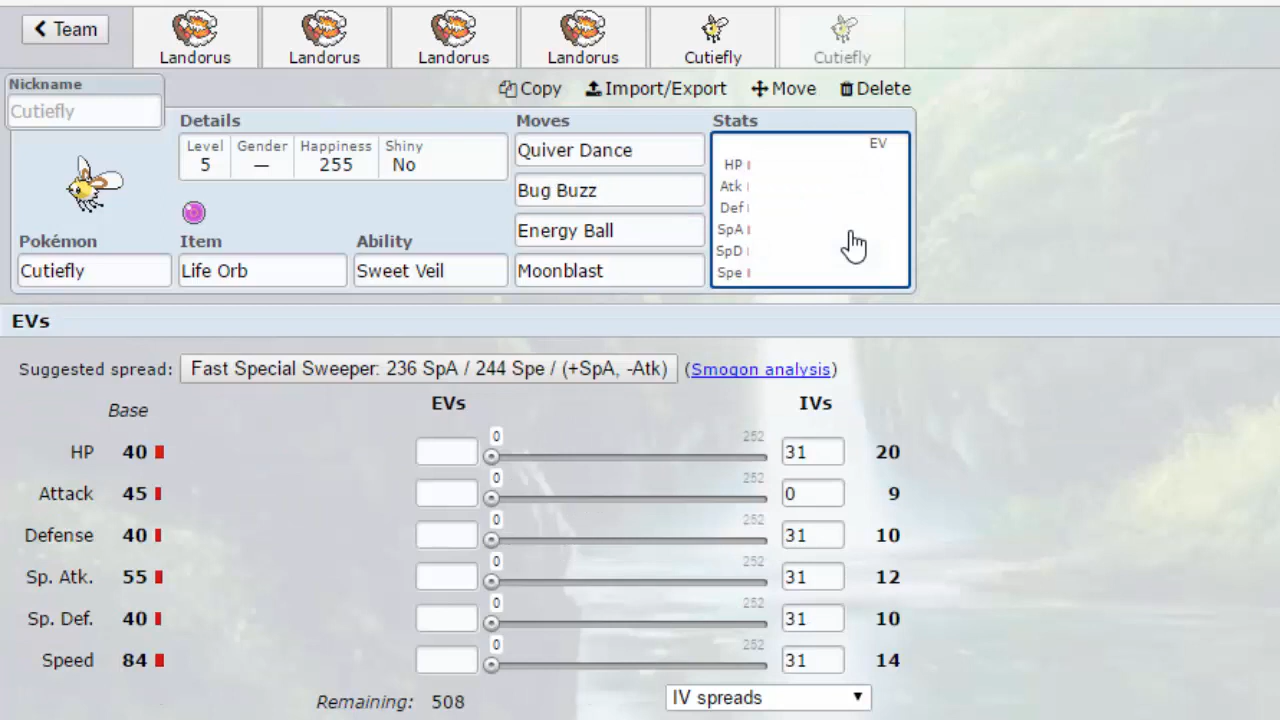 Team
Landorus
Landorus
Landorus
Landorus
Cutiefly
Cutiefly
Nickname
Cutiefly
Copy
Import/Export
Move
Delete
Details
Level
5
Gender
—
Happiness
255
Shiny
No
Pokémon
Cutiefly
Item
Life Orb
Ability
Sweet Veil
Moves
Quiver Dance
Bug Buzz
Energy Ball
Moonblast
Stats
EV
HP
Atk
Def
SpA
SpD
Spe
EVs
Suggested spread: Fast Special Sweeper: 236 SpA / 244 Spe / (+SpA, -Atk) (Smogon analysis)
Base EVs IVs
HP 40 0 252 31 20
Attack 45 0 252 0 9
Defense 40 0 252 31 10
Sp. Atk. 55 0 252 31 12
Sp. Def. 40 0 252 31 10
Speed 84 0 252 31 14
Remaining: 508 IV spreads